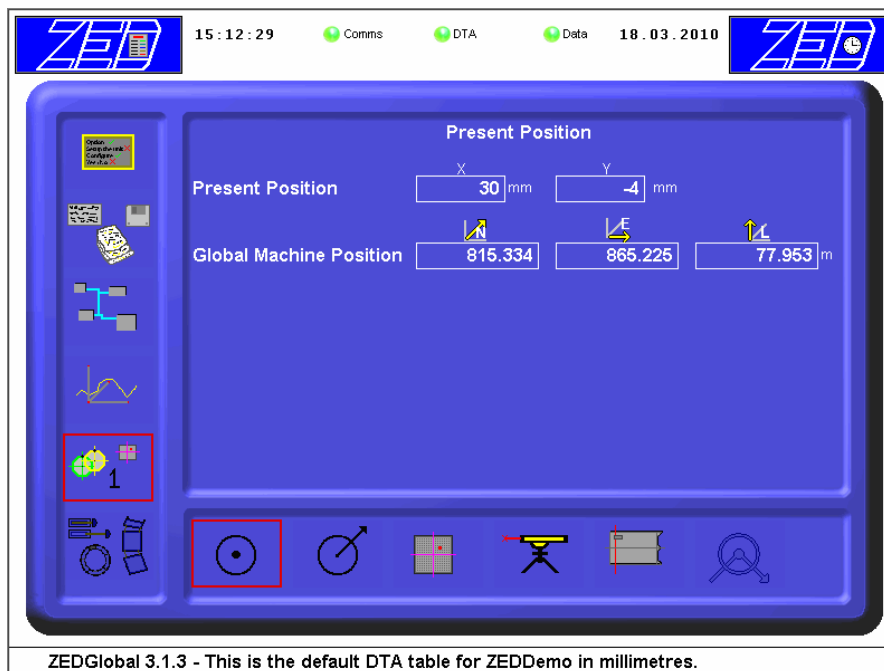 ZED 15:12:29 Comms DTA Data 18.03.2010 ZED
Option
Present Position
X Y
Present Position 30 mm -4 mm
N E L
Global Machine Position 815.334 865.225 77.953 m
1
ZEDGlobal 3.1.3 - This is the default DTA table for ZEDDemo in millimetres.